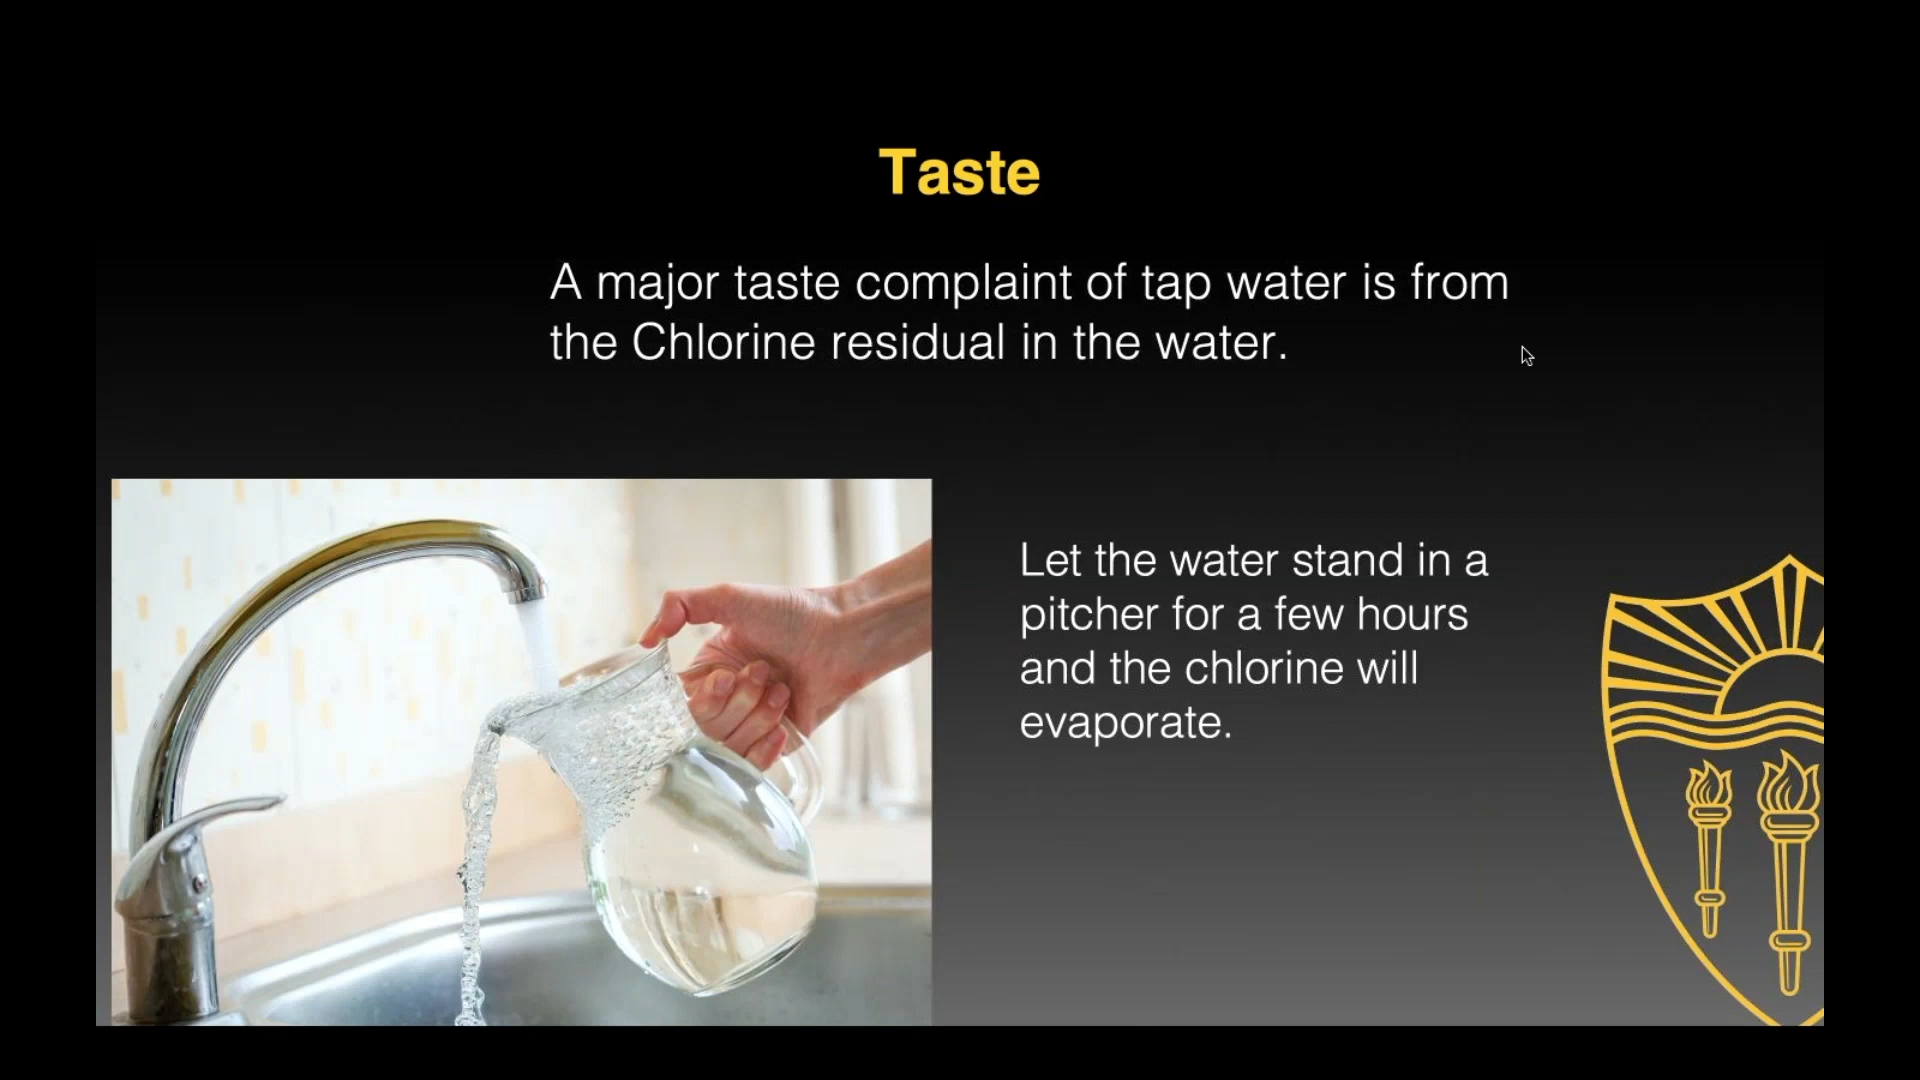 Taste
A major taste complaint of tap water is from
the Chlorine residual in the water.
Let the water stand in a
pitcher for a few hours
and the chlorine will
evaporate.